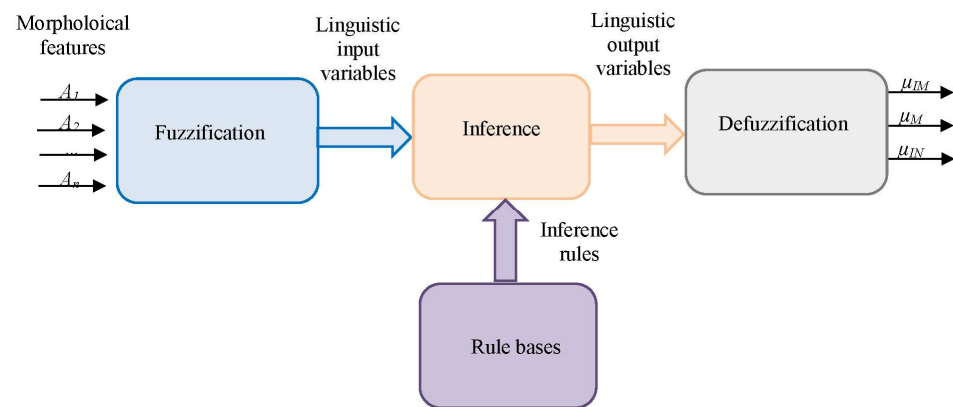 Morpholoical
features
A1
A2
...
An
Fuzzification
Linguistic
input
variables
Inference
Linguistic
output
variables
Defuzzification
μIM
μM
μIN
Inference
rules
Rule bases